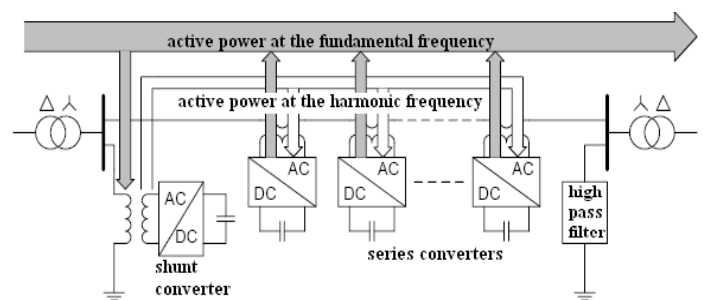 active power at the fundamental frequency
active power at the harmonic frequency
Δ
Δ
AC
DC
AC
DC
AC
DC
AC
DC
high
pass
filter
series converters
shunt
converter